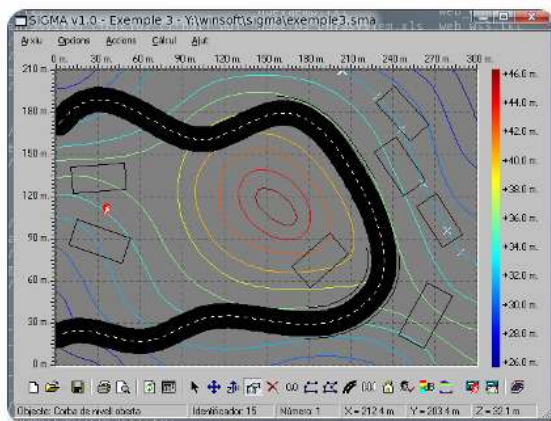 SIGMA v1.0 - Exemple 3 - Y:\winsoft\sigma\exemple3.sma
Arxiu Opcions Accions Càlcul Ajut
0 m. 30 m. 60 m. 90 m. 120 m. 150 m. 180 m. 210 m. 240 m. 270 m. 300 m.
210 m.
180 m.
150 m.
120 m.
90 m.
60 m.
30 m.
0 m.
+46.0 m
+44.0 m
+42.0 m
+40.0 m
+38.0 m
+36.0 m
+34.0 m
+32.0 m
+30.0 m
+28.0 m
+26.0 m
Objecte: Corba de nivell oberta Identificador: 15 Número: 1 X = 212.4 m Y = 203.4 m Z = 32.1 m